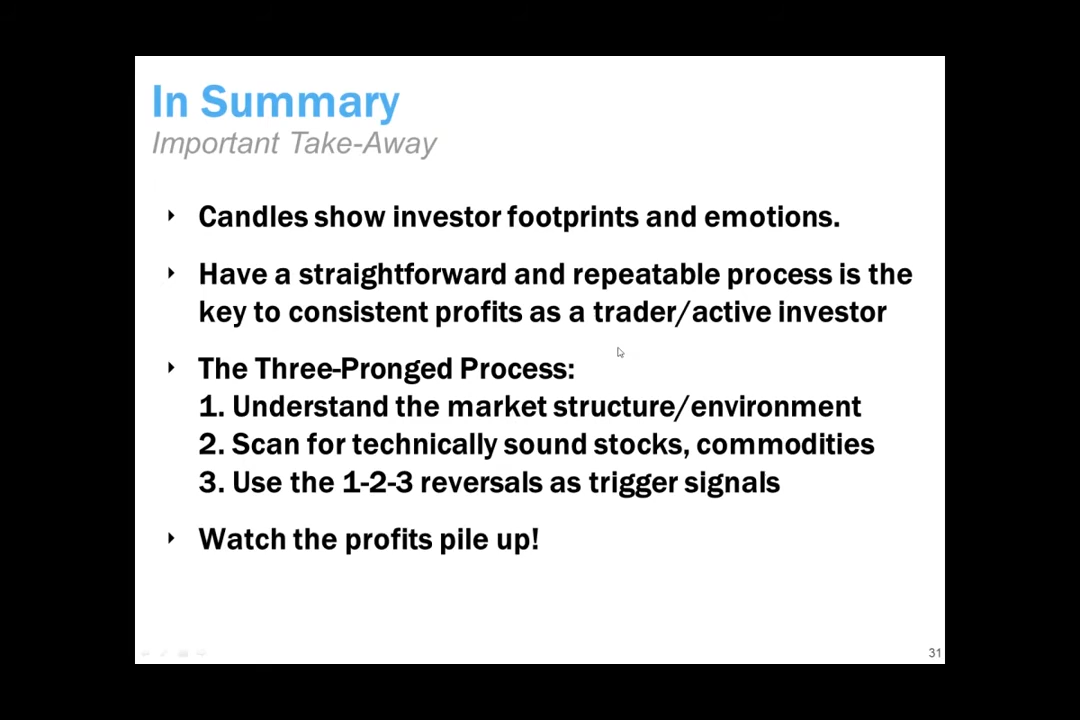 In Summary
Important Take-Away
‣ Candles show investor footprints and emotions.
‣ Have a straightforward and repeatable process is the
key to consistent profits as a trader/active investor
‣ The Three-Pronged Process:
1. Understand the market structure/environment
2. Scan for technically sound stocks, commodities
3. Use the 1-2-3 reversals as trigger signals
‣ Watch the profits pile up!
31